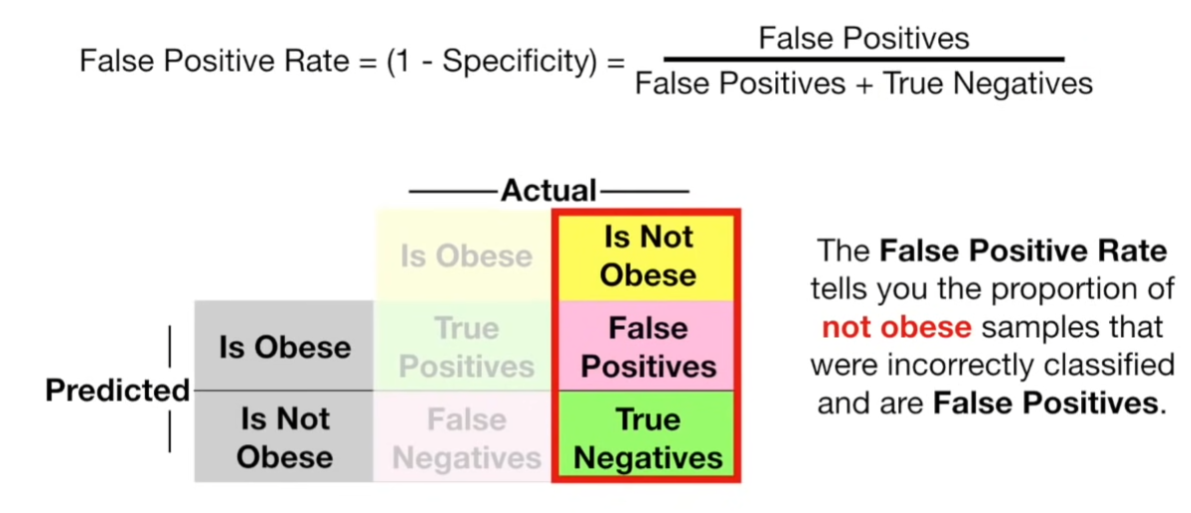 False Positive Rate = (1 - Specificity) =
False Positives
False Positives + True Negatives
Actual
Is Obese
Is Not
Obese
Predicted
Is Obese
True
Positives
False
Positives
Is Not
Obese
False
Negatives
True
Negatives
The False Positive Rate
tells you the proportion of
not obese samples that
were incorrectly classified
and are False Positives.